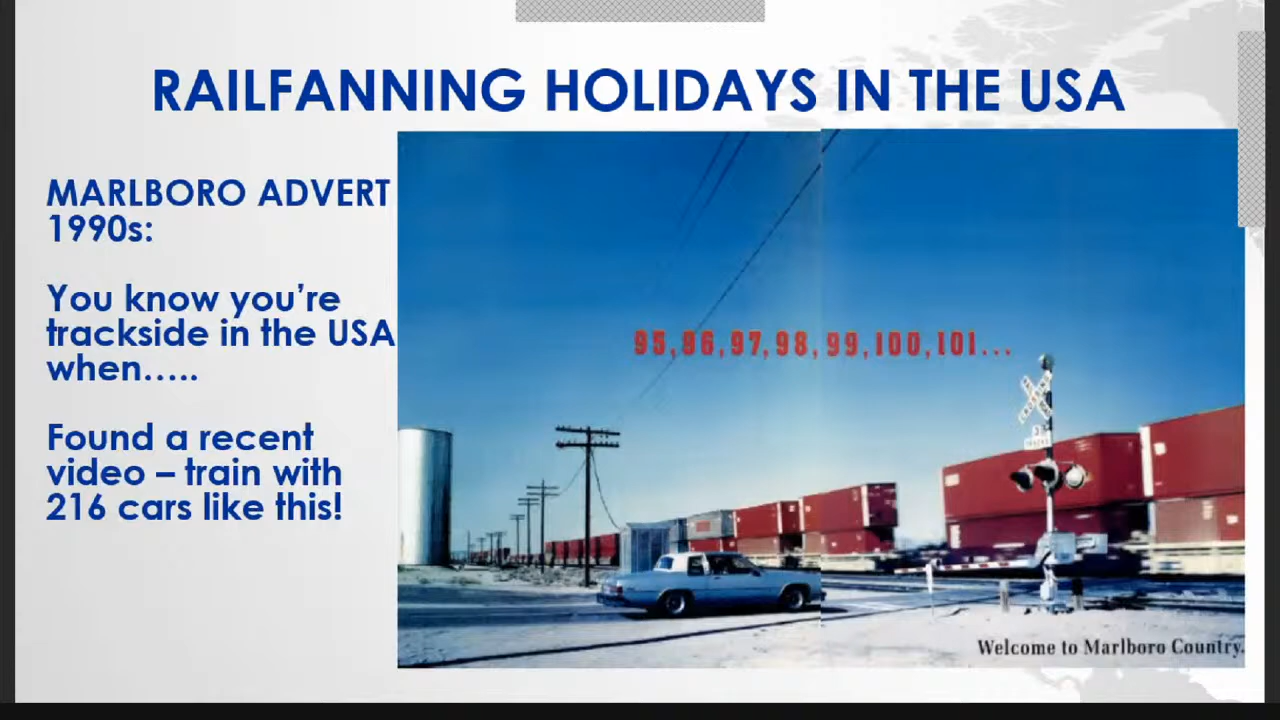 RAILFANNING HOLIDAYS IN THE USA
MARLBORO ADVERT
1990s:
You know you're
trackside in the USA
when.....
Found a recent
video – train with
216 cars like this!
95,96,97,98,99,100,101...
Welcome to Marlboro Country.